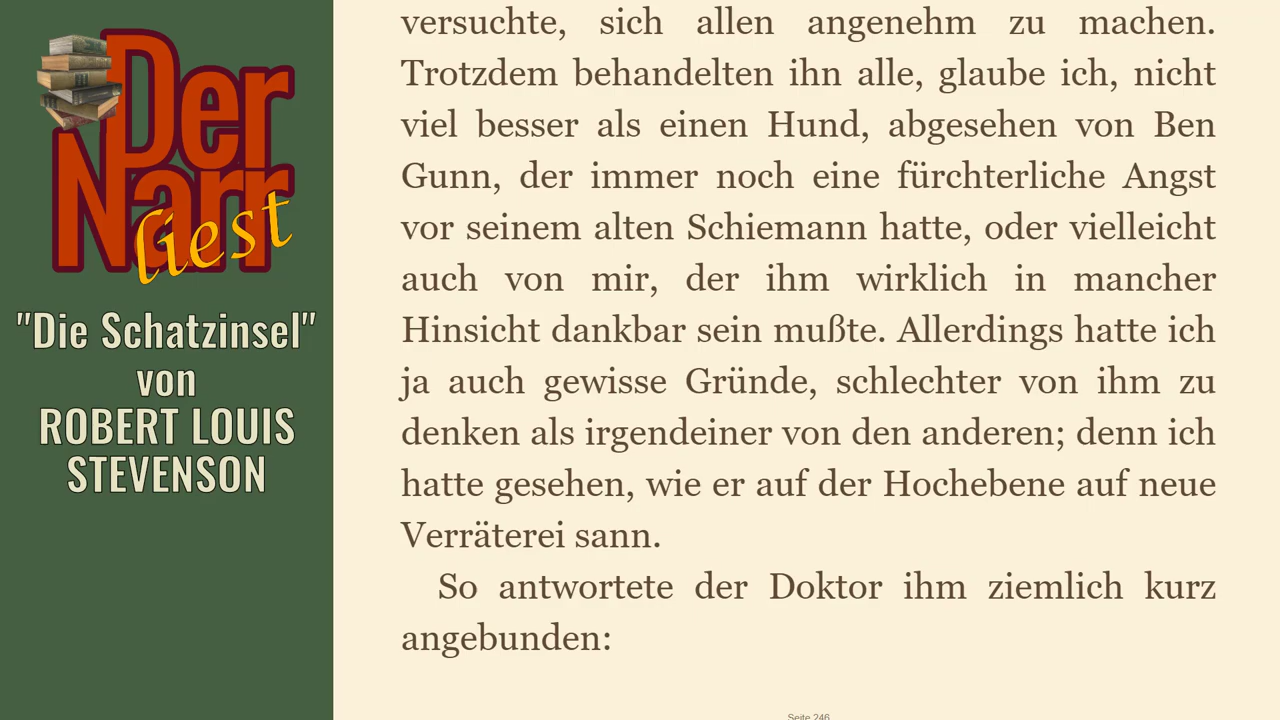 Der
Narr
liest
"Die Schatzinsel"
von
ROBERT LOUIS
STEVENSON
versuchte, sich allen angenehm zu machen.
Trotzdem behandelten ihn alle, glaube ich, nicht
viel besser als einen Hund, abgesehen von Ben
Gunn, der immer noch eine fürchterliche Angst
vor seinem alten Schiemann hatte, oder vielleicht
auch von mir, der ihm wirklich in mancher
Hinsicht dankbar sein mußte. Allerdings hatte ich
ja auch gewisse Gründe, schlechter von ihm zu
denken als irgendeiner von den anderen; denn ich
hatte gesehen, wie er auf der Hochebene auf neue
Verräterei sann.
So antwortete der Doktor ihm ziemlich kurz
angebunden:
Seite 246